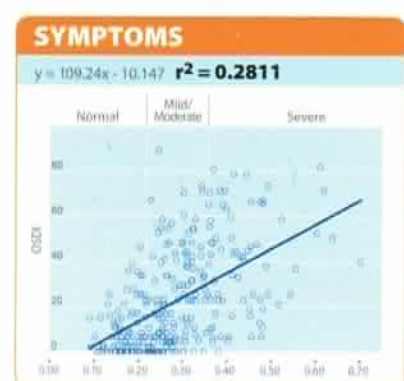 SYMPTOMS
y = 109.24x - 10.147 r² = 0.2811
Normal Mild/ Moderate Severe
80
60
40
20
0
OSDI
0.00 0.10 0.20 0.30 0.40 0.50 0.60 0.70